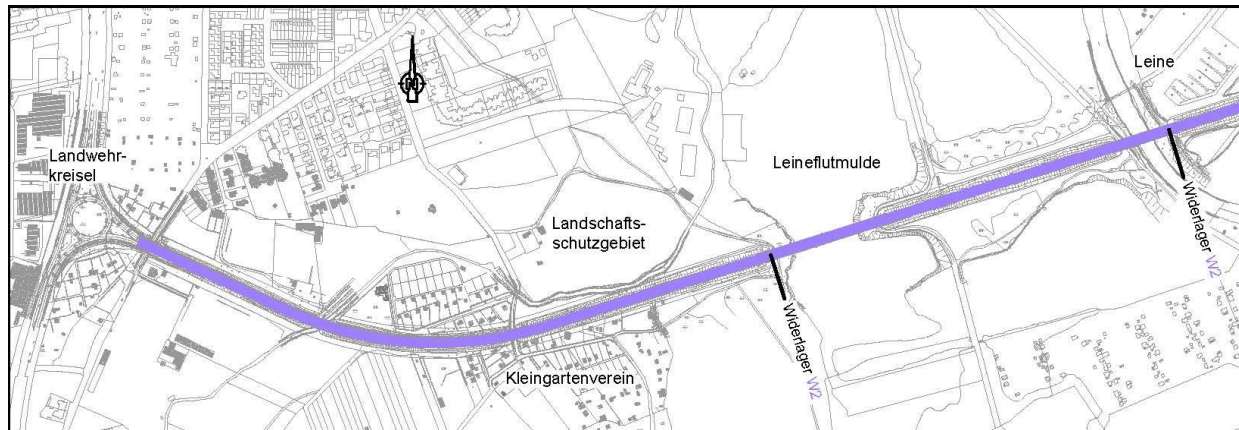 Leine
Landwehr-
kreisel
Leineflutmulde
Landschafts-
schutzgebiet
Widerlager W2
Widerlager W2
Kleingartenverein